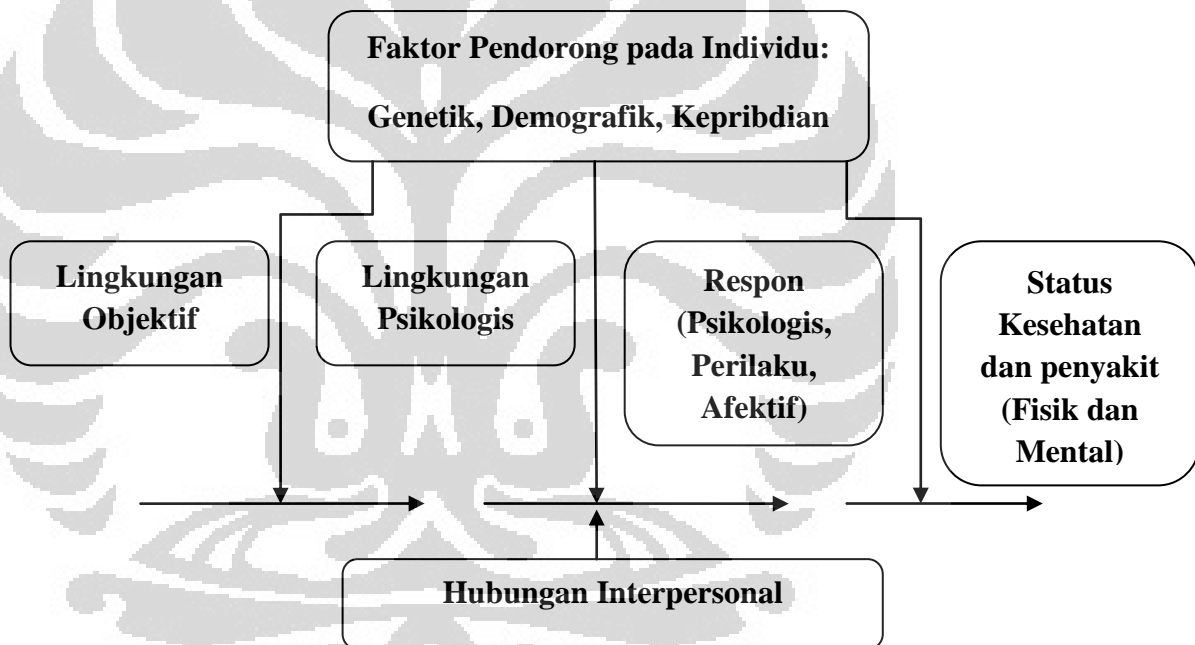 Faktor Pendorong pada Individu:
Genetik, Demografik, Kepribdian
Lingkungan
Objektif
Lingkungan
Psikologis
Respon
(Psikologis,
Perilaku,
Afektif)
Status
Kesehatan
dan penyakit
(Fisik dan
Mental)
Hubungan Interpersonal